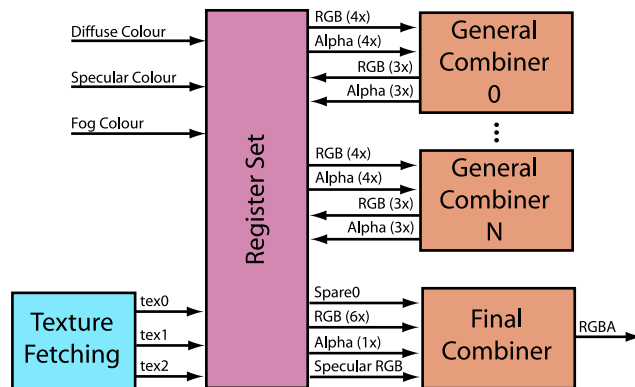 Diffuse Colour
Specular Colour
Fog Colour
Register Set
RGB (4x)
Alpha (4x)
RGB (3x)
Alpha (3x)
General
Combiner
0
RGB (4x)
Alpha (4x)
RGB (3x)
Alpha (3x)
General
Combiner
N
Texture
Fetching
tex0
tex1
tex2
Spare0
RGB (6x)
Alpha (1x)
Specular RGB
Final
Combiner
RGBA